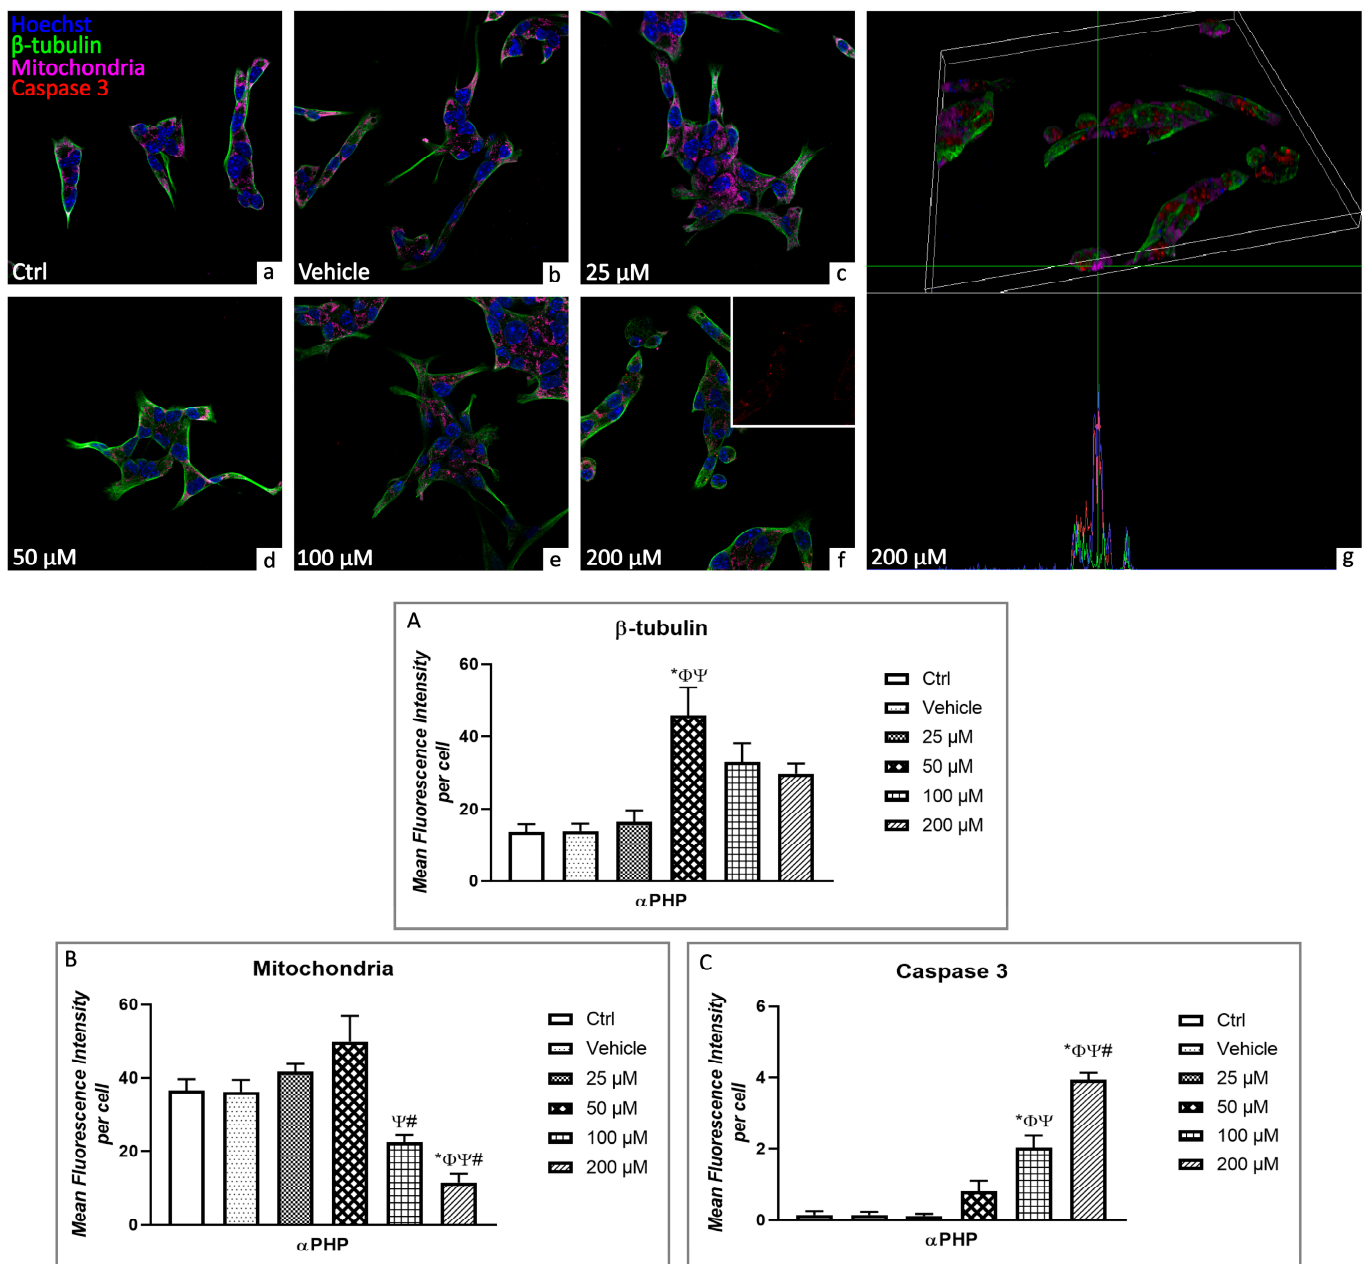 Hoechst
β-tubulin
Mitochondria
Caspase 3
Ctrl
a
Vehicle
b
25 µM
c
50 µM
d
100 µM
e
200 µM
f
200 µM
g
A
β-tubulin
Mean Fluorescence Intensity
per cell
60
40
20
0
*ΦΨ
αPHP
Ctrl
Vehicle
25 µM
50 µM
100 µM
200 µM
B
Mitochondria
Mean Fluorescence Intensity
per cell
60
40
20
0
Ψ#
*ΦΨ#
αPHP
Ctrl
Vehicle
25 µM
50 µM
100 µM
200 µM
C
Caspase 3
Mean Fluorescence Intensity
per cell
6
4
2
0
*ΦΨ
*ΦΨ#
αPHP
Ctrl
Vehicle
25 µM
50 µM
100 µM
200 µM